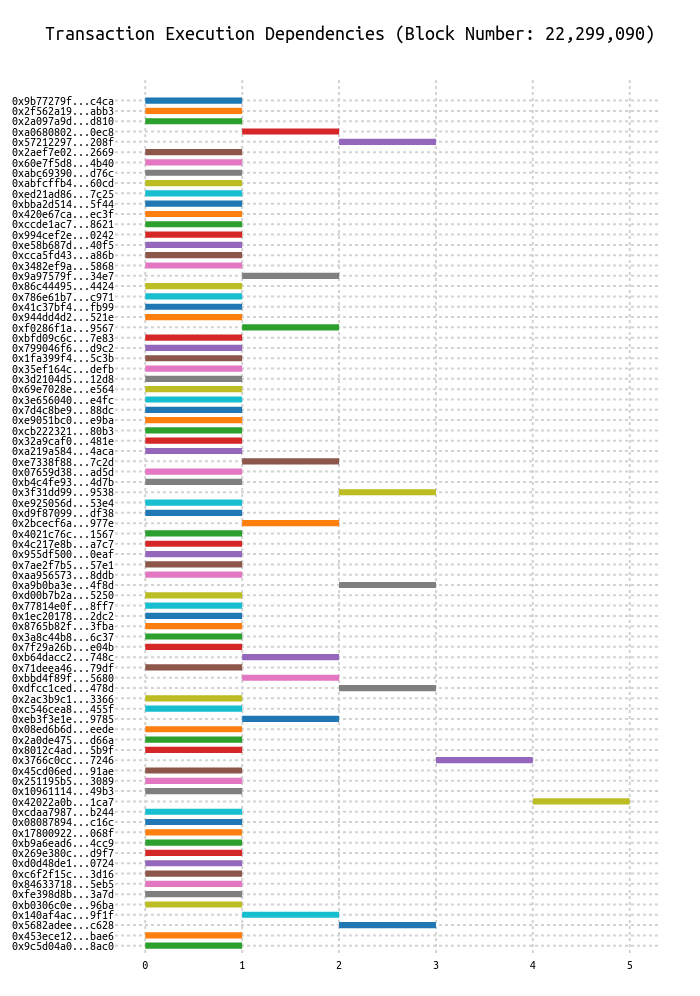 Transaction Execution Dependencies (Block Number: 22,299,090)
0x9b77279f...c4ca
0x2f562a19...abb3
0x2a097a9d...d810
0xa0680802...0ec8
0x57212297...208f
0x2aef7e02...2669
0x60e7f5d8...4b40
0xabc69390...d76c
0xabfcffb4...60cd
0xed21ad86...7c25
0xbba2d514...5f44
0x420e67ca...ec3f
0xccde1ac7...8621
0x994cef2e...0242
0xe58b687d...40f5
0xcca5fd43...a86b
0x3482ef9a...5868
0x9a97579f...34e7
0x86c44495...4424
0x786e61b7...c971
0x41c37bf4...fb99
0x944dd4d2...521e
0xf0286f1a...9567
0xbfd09c6c...7e83
0x799046f6...d9c2
0x1fa399f4...5c3b
0x35ef164c...defb
0x3d2104d5...12d8
0x69e7028e...e564
0x3e656040...e4fc
0x7d4c8be9...88dc
0xe9051bc0...e9ba
0xcb222321...80b3
0x32a9caf0...481e
0xa219a584...4aca
0xe7338f88...7c2d
0x07659d38...ad5d
0xb4c4fe93...4d7b
0x3f31dd99...9538
0xe925056d...53e4
0xd9f87099...df38
0x2bcecf6a...977e
0x4021c76c...1567
0x4c217e8b...a7c7
0x955df500...0eaf
0x7ae2f7b5...57e1
0xaa956573...8ddb
0xa9b0ba3e...4f8d
0xd00b7b2a...5250
0x77814e0f...8ff7
0x1ec20178...2dc2
0x8765b82f...3fba
0x3a8c44b8...6c37
0x7f29a26b...e04b
0xb64dacc2...748c
0x71deea46...79df
0xbbd4f89f...5680
0xdfcc1ced...478d
0x2ac3b9c1...3366
0xc546cea8...455f
0xeb3f3e1e...9785
0x08ed6b6d...eede
0x2a0de475...d66a
0x8012c4ad...5b9f
0x3766c0cc...7246
0x45cd06ed...91ae
0x251195b5...3089
0x10961114...49b3
0x42022a0b...1ca7
0xcdaa7987...b244
0x08087894...c16c
0x17800922...068f
0xb9a6ead6...4cc9
0x269e380c...d9f7
0xd0d48de1...0724
0xc6f2f15c...3d16
0x84633718...5eb5
0xfe398d8b...3a7d
0xb0306c0e...96ba
0x140af4ac...9f1f
0x5682adee...c628
0x453ece12...bae6
0x9c5d04a0...8ac0
0 1 2 3 4 5